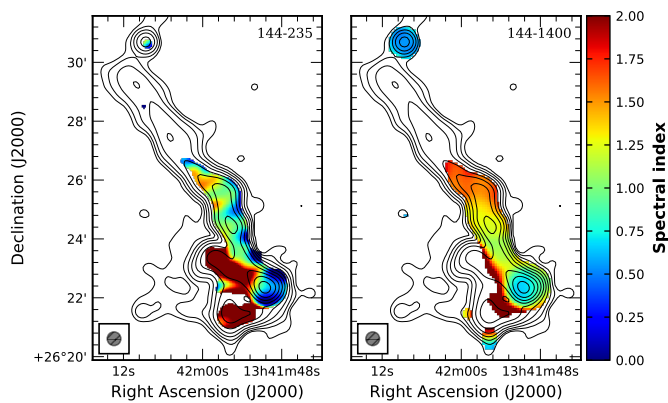 144-235
144-1400
Declination (J2000)
30'
28'
26'
24'
22'
+26°20'
12s
42m00s
13h41m48s
12s
42m00s
13h41m48s
Right Ascension (J2000)
Right Ascension (J2000)
2.00
1.75
1.50
1.25
1.00
0.75
0.50
0.25
0.00
Spectral index